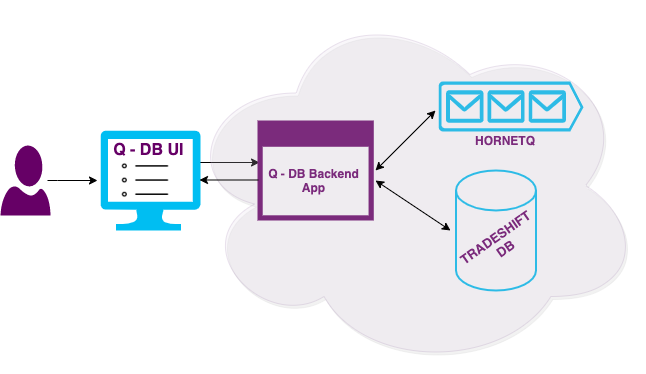 Q - DB UI
Q - DB Backend
App
HORNETQ
TRADESHIFT
DB